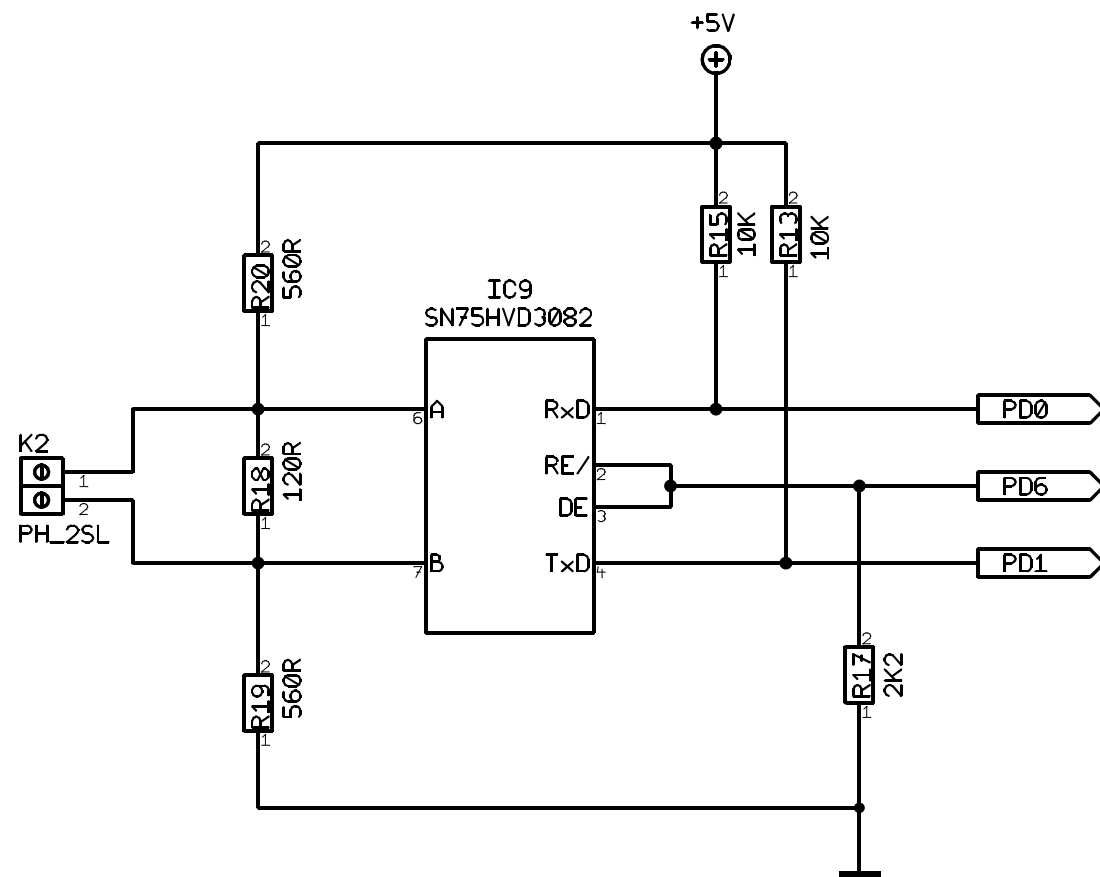 +5V
2
R15
10K
1
2
R13
10K
1
2
R20
560R
1
IC9
SN75HVD3082
6
A
RxD
1
PD0
K2
1
2
PH_2SL
2
R18
120R
1
RE/
2
DE
3
PD6
7
B
TxD
4
PD1
2
R19
560R
1
2
R17
2K2
1